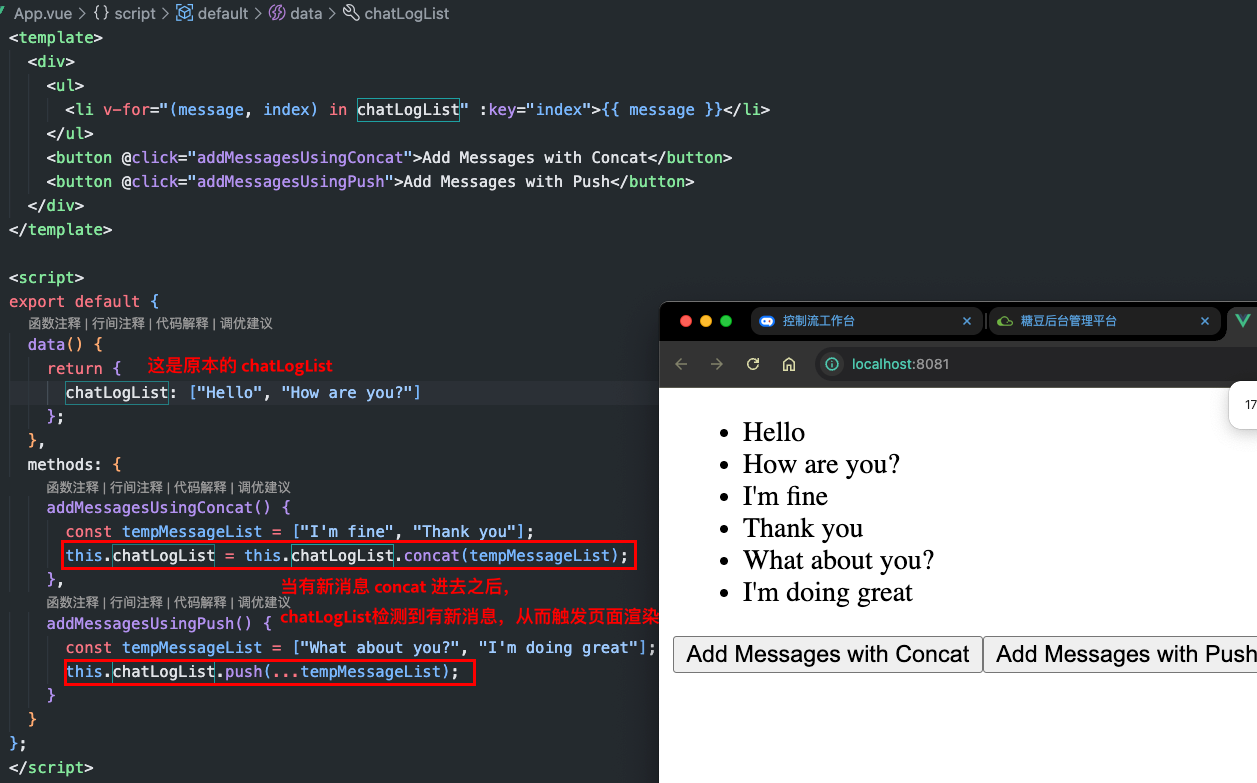 App.vue > {} script > default > data > chatLogList
<template>
<div>
<ul>
<li v-for="(message, index) in chatLogList" :key="index">{{ message }}</li>
</ul>
<button @click="addMessagesUsingConcat">Add Messages with Concat</button>
<button @click="addMessagesUsingPush">Add Messages with Push</button>
</div>
</template>
<script>
export default {
函数注释 | 行间注释 | 代码解释 | 调优建议
data() {
return { 这是原本的 chatLogList
chatLogList: ["Hello", "How are you?"]
};
},
methods: {
函数注释 | 行间注释 | 代码解释 | 调优建议
addMessagesUsingConcat() {
const tempMessageList = ["I'm fine", "Thank you"];
this.chatLogList = this.chatLogList.concat(tempMessageList);
},
当有新消息 concat 进去之后，
函数注释 | 行间注释 | 代码解释 | 调优建议
chatLogList检测到有新消息，从而触发页面渲染
addMessagesUsingPush() {
const tempMessageList = ["What about you?", "I'm doing great"];
this.chatLogList.push(...tempMessageList);
}
}
};
</script>
控制流工作台
糖豆后台管理平台
localhost:8081
17
Hello
How are you?
I'm fine
Thank you
What about you?
I'm doing great
Add Messages with Concat
Add Messages with Push